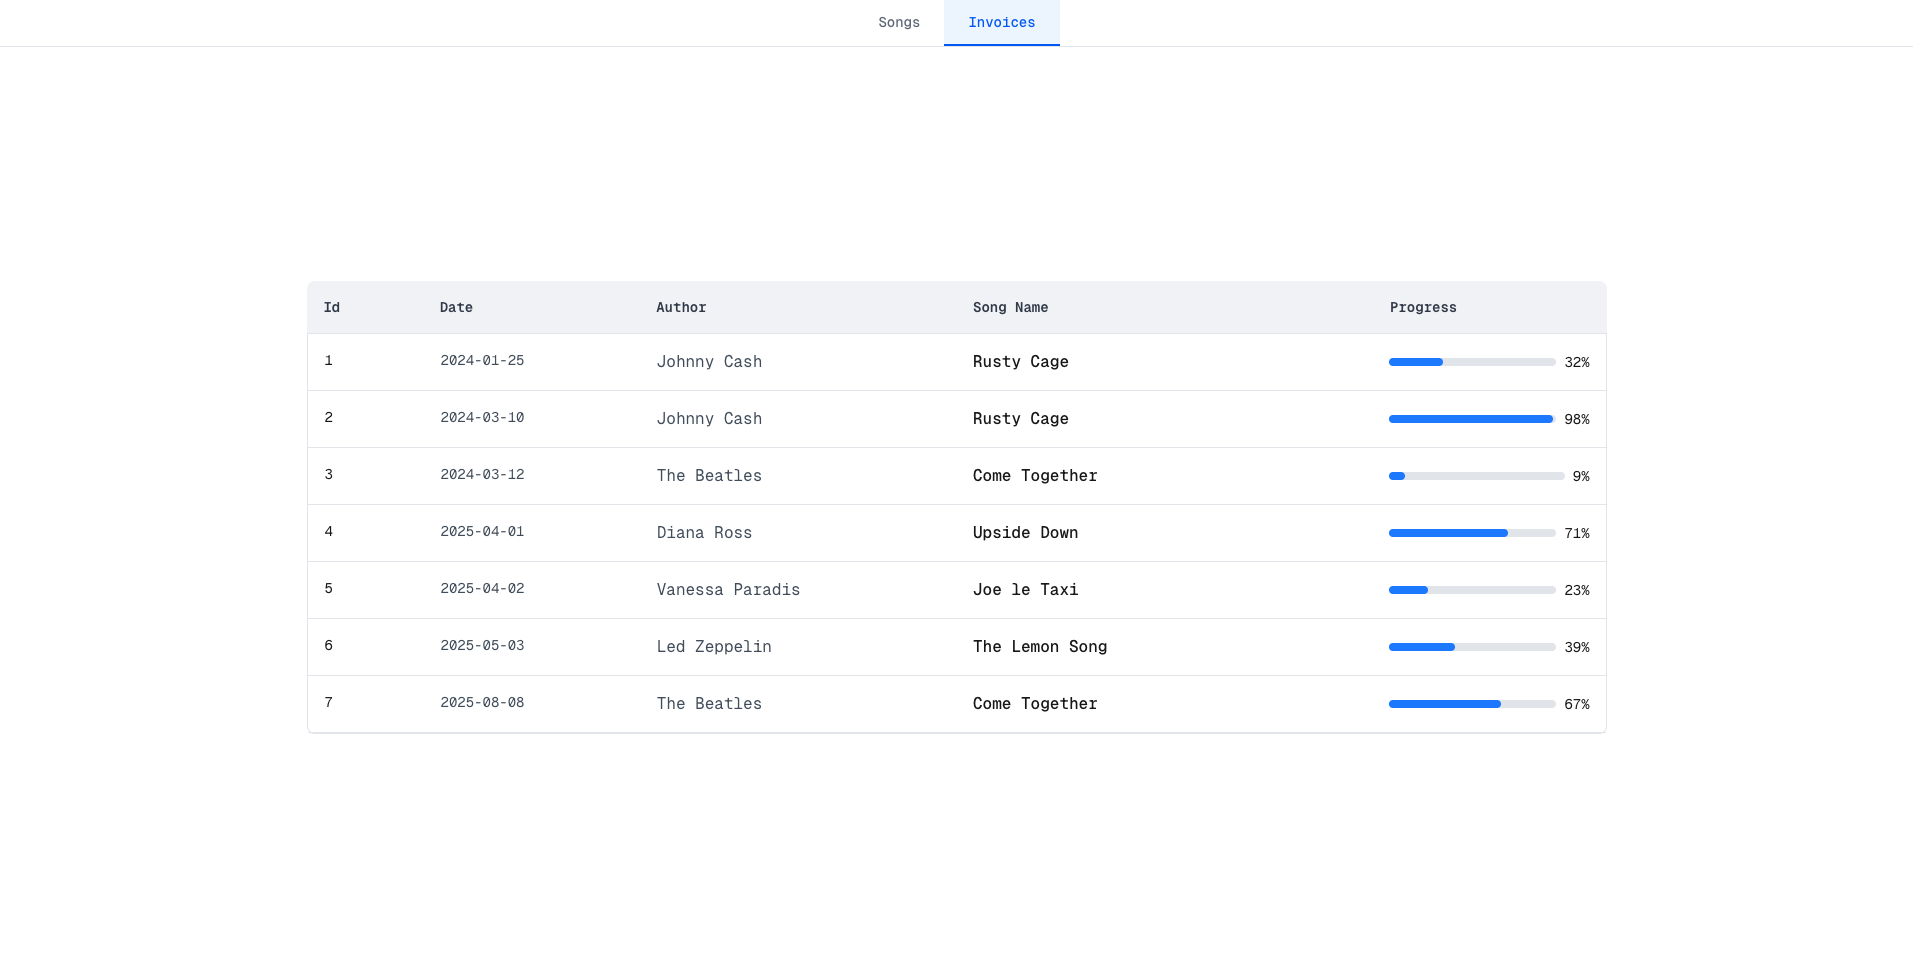 Songs Invoices
Id Date Author Song Name Progress
1 2024-01-25 Johnny Cash Rusty Cage 32%
2 2024-03-10 Johnny Cash Rusty Cage 98%
3 2024-03-12 The Beatles Come Together 9%
4 2025-04-01 Diana Ross Upside Down 71%
5 2025-04-02 Vanessa Paradis Joe le Taxi 23%
6 2025-05-03 Led Zeppelin The Lemon Song 39%
7 2025-08-08 The Beatles Come Together 67%